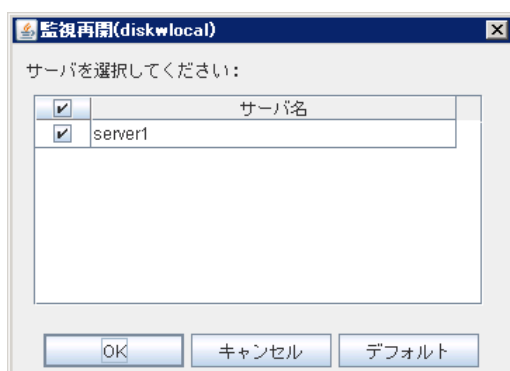 監視再開(diskwlocal)
サーバを選択してください:
サーバ名
server1
OK キャンセル デフォルト